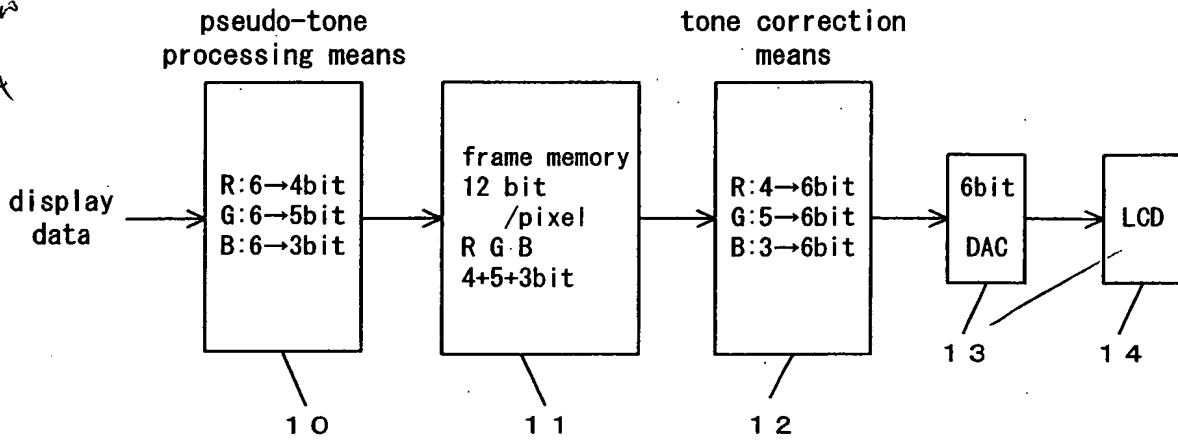 pseudo-tone
processing means
tone correction
means
display
data
R:6→4bit
G:6→5bit
B:6→3bit
frame memory
12 bit
/pixel
R G B
4+5+3bit
R:4→6bit
G:5→6bit
B:3→6bit
6bit
DAC
LCD
10
11
12
13
14